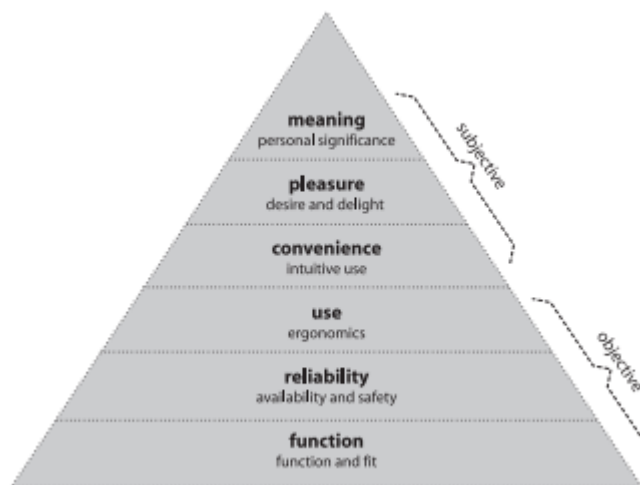 meaning
personal significance
subjective
pleasure
desire and delight
convenience
intuitive use
use
ergonomics
objective
reliability
availability and safety
function
function and fit